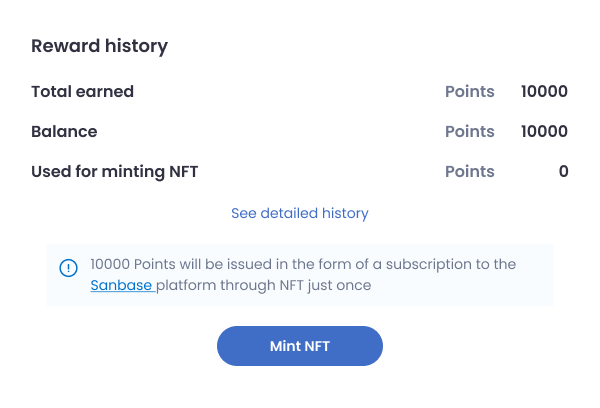 Reward history
Total earned Points 10000
Balance Points 10000
Used for minting NFT Points 0
See detailed history
10000 Points will be issued in the form of a subscription to the
Sanbase platform through NFT just once
Mint NFT